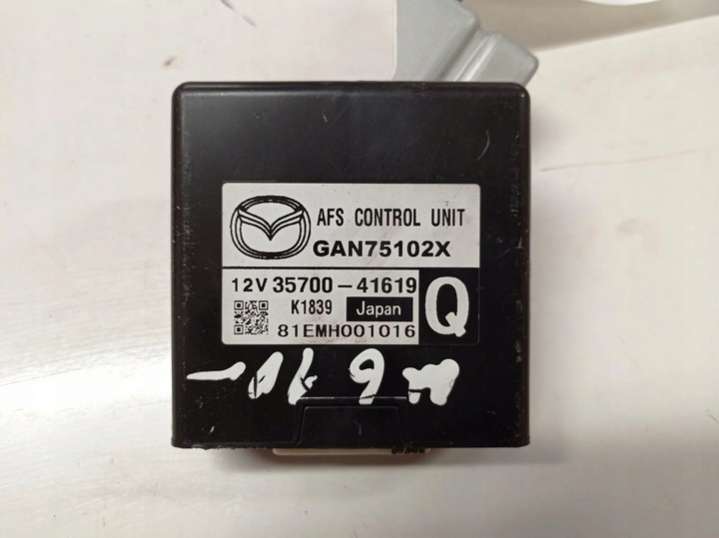 AFS CONTROL UNIT
GAN75102X
12V 35700-41619
K1839 Japan Q
81EMH001016